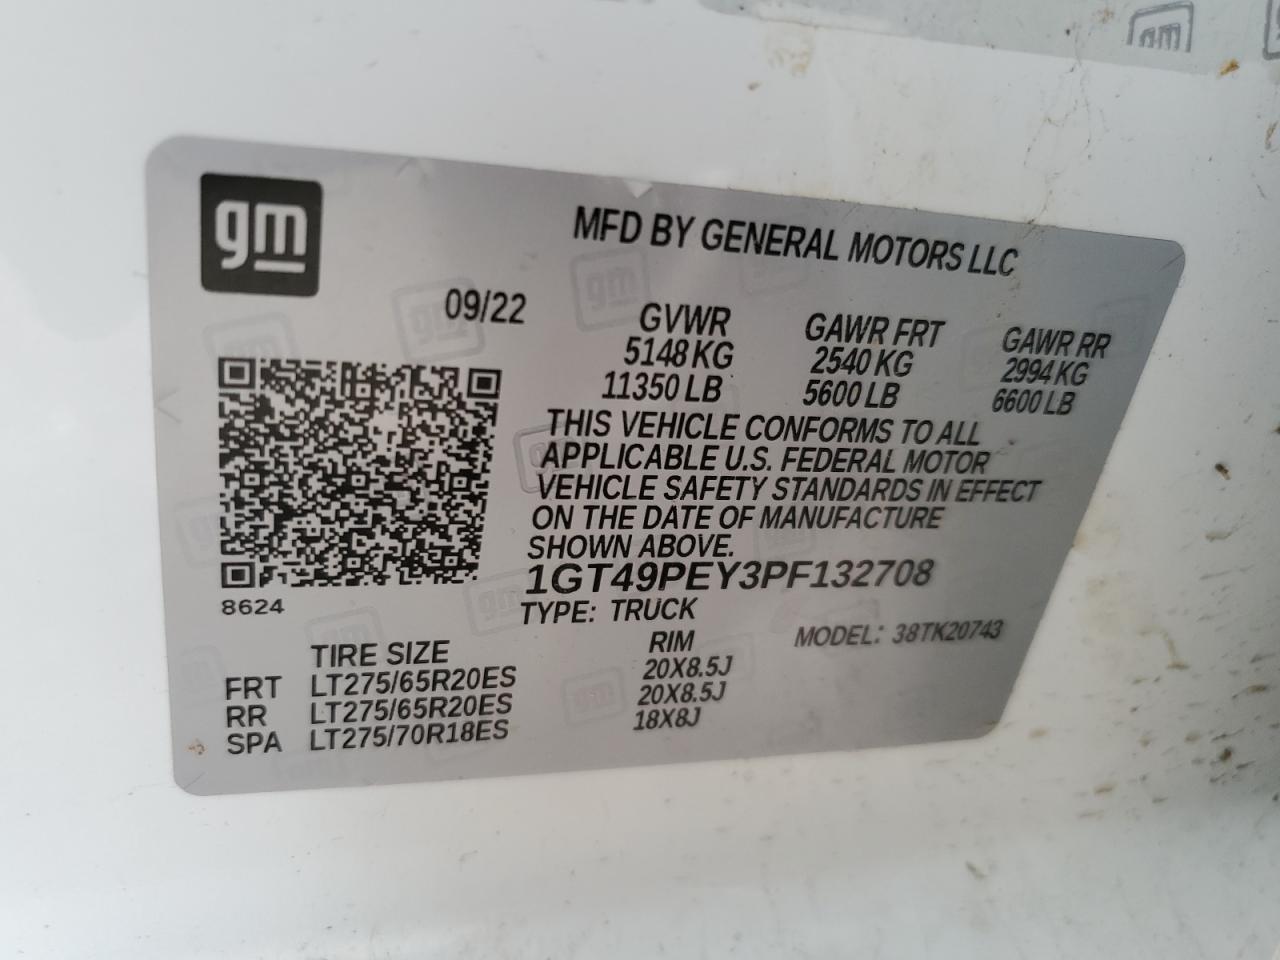 gm
MFD BY GENERAL MOTORS LLC
09/22
GVWR GAWR FRT GAWR RR
5148 KG 2540 KG 2994 KG
11350 LB 5600 LB 6600 LB
THIS VEHICLE CONFORMS TO ALL
APPLICABLE U.S. FEDERAL MOTOR
VEHICLE SAFETY STANDARDS IN EFFECT
ON THE DATE OF MANUFACTURE
SHOWN ABOVE.
1GT49PEY3PF132708
8624
TYPE: TRUCK MODEL: 38TK20743
TIRE SIZE RIM
FRT LT275/65R20ES 20X8.5J
RR LT275/65R20ES 20X8.5J
SPA LT275/70R18ES 18X8J
gm